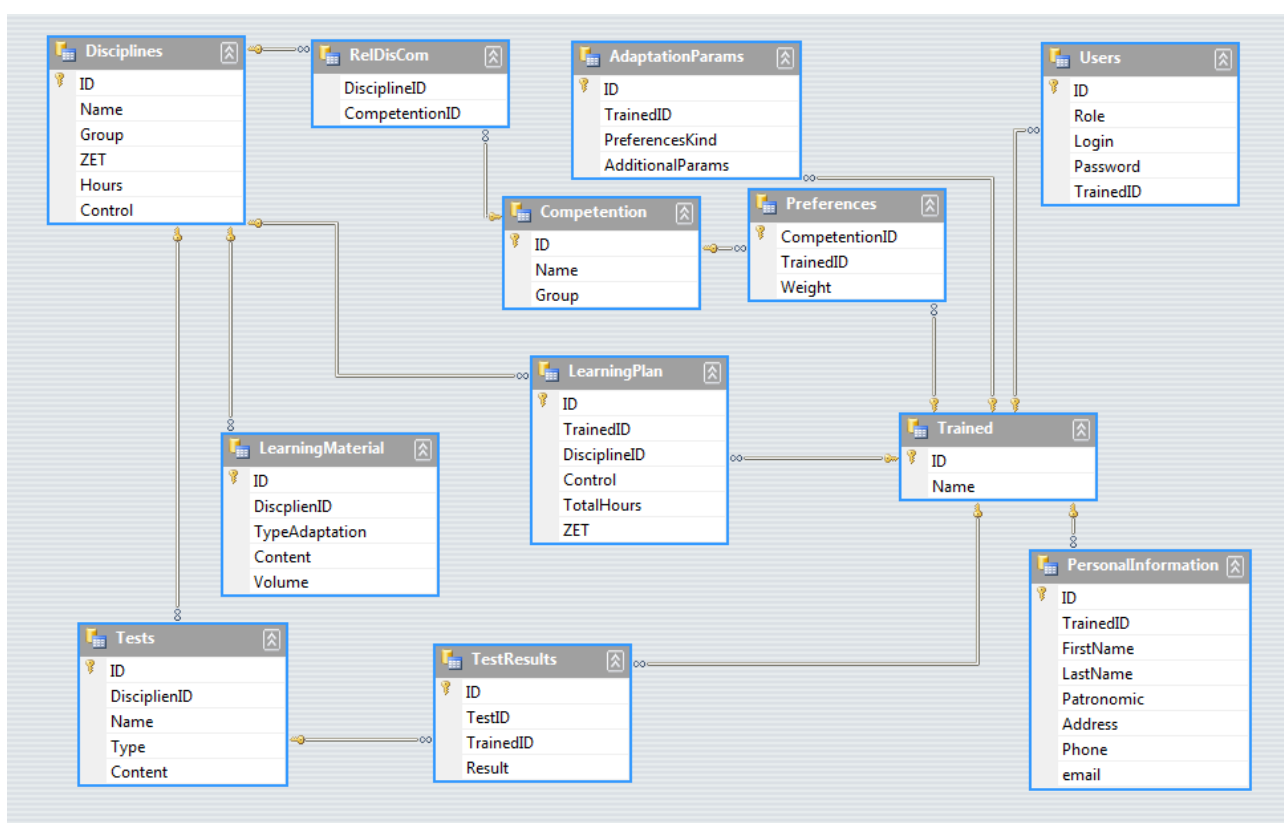 Disciplines
ID
Name
Group
ZET
Hours
Control
RelDisCom
DisciplineID
CompetentionID
AdaptationParams
ID
TrainedID
PreferencesKind
AdditionalParams
Users
ID
Role
Login
Password
TrainedID
Competention
ID
Name
Group
Preferences
CompetentionID
TrainedID
Weight
LearningPlan
ID
TrainedID
DisciplineID
Control
TotalHours
ZET
Trained
ID
Name
LearningMaterial
ID
DiscplienID
TypeAdaptation
Content
Volume
PersonalInformation
ID
TrainedID
FirstName
LastName
Patronomic
Address
Phone
email
Tests
ID
DisciplienID
Name
Type
Content
TestResults
ID
TestID
TrainedID
Result